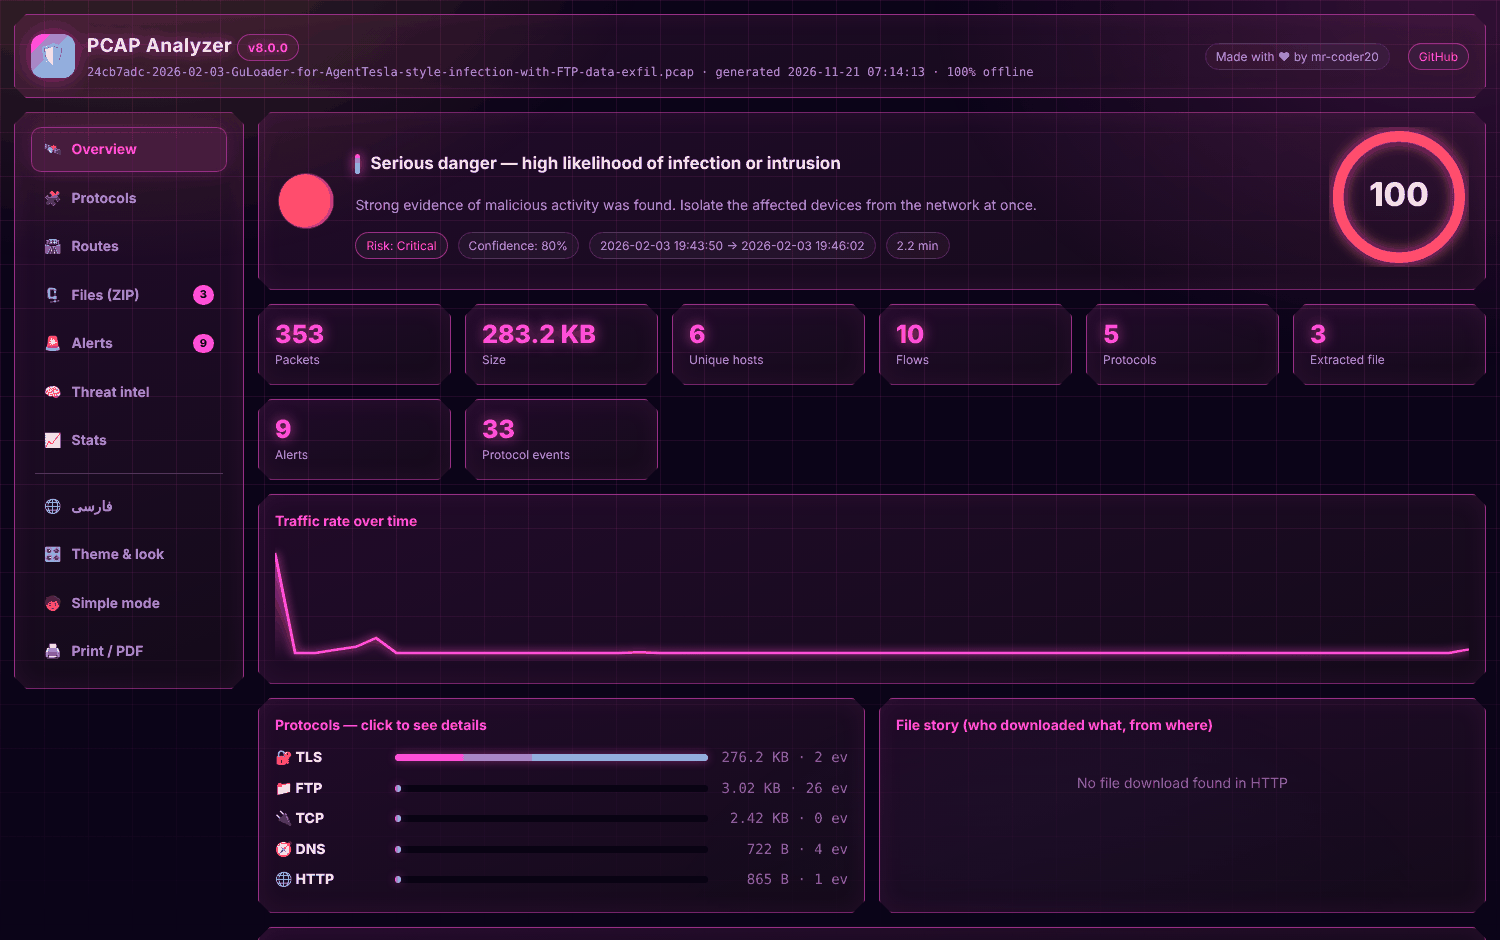 PCAP Analyzer v8.0.0
24cb7adc-2026-02-03-GuLoader-for-AgentTesla-style-infection-with-FTP-data-exfil.pcap · generated 2026-11-21 07:14:13 · 100% offline
Made with ♥ by mr-coder20
GitHub
Overview
Protocols
Routes
Files (ZIP) 3
Alerts 9
Threat intel
Stats
فارسی
Theme & look
Simple mode
Print / PDF
Serious danger — high likelihood of infection or intrusion
Strong evidence of malicious activity was found. Isolate the affected devices from the network at once.
Risk: Critical
Confidence: 80%
2026-02-03 19:43:50 → 2026-02-03 19:46:02
2.2 min
100
353
Packets
283.2 KB
Size
6
Unique hosts
10
Flows
5
Protocols
3
Extracted file
9
Alerts
33
Protocol events
Traffic rate over time
Protocols — click to see details
TLS 276.2 KB · 2 ev
FTP 3.02 KB · 26 ev
TCP 2.42 KB · 0 ev
DNS 722 B · 4 ev
HTTP 865 B · 1 ev
File story (who downloaded what, from where)
No file download found in HTTP